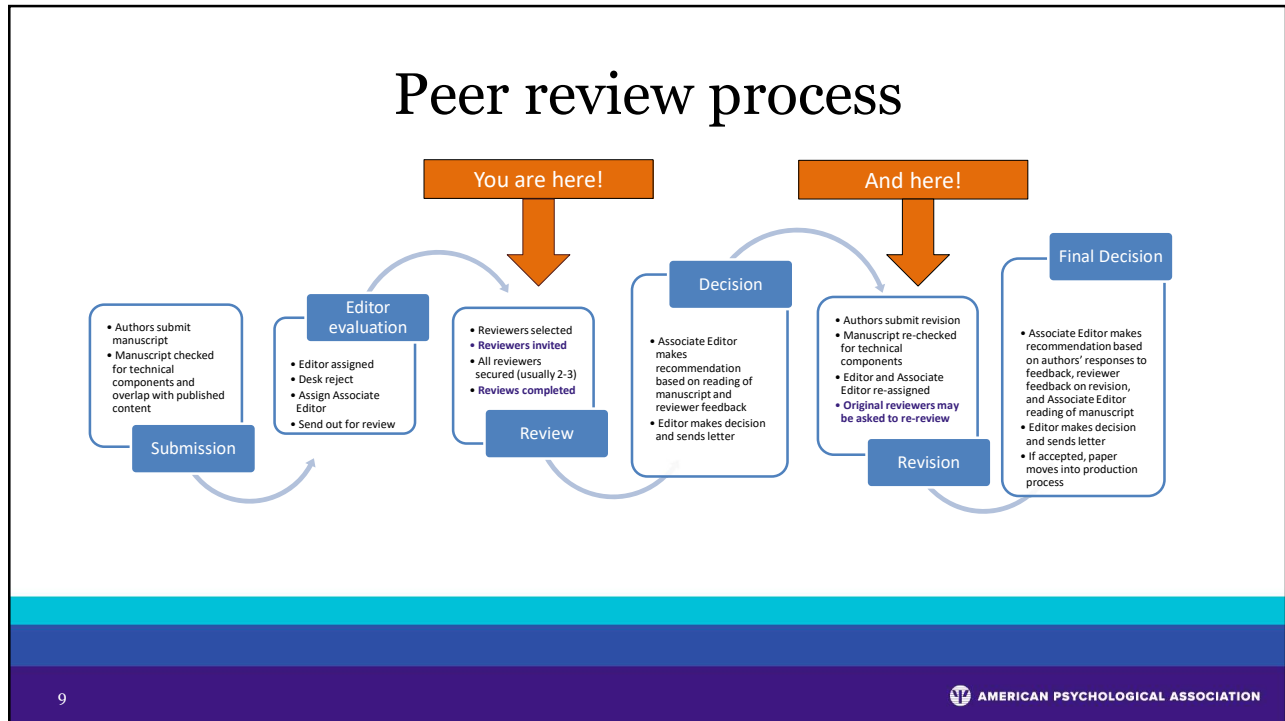 Peer review process
You are here!
And here!
• Authors submit
manuscript
• Manuscript checked
for technical
components and
overlap with published
content
Submission
Editor
evaluation
• Editor assigned
• Desk reject
• Assign Associate
Editor
• Send out for review
• Reviewers selected
• Reviewers invited
• All reviewers
secured (usually 2-3)
• Reviews completed
Review
Decision
• Associate Editor
makes
recommendation
based on reading of
manuscript and
reviewer feedback
• Editor makes decision
and sends letter
• Authors submit revision
• Manuscript re-checked
for technical
components
• Editor and Associate
Editor re-assigned
• Original reviewers may
be asked to re-review
Revision
Final Decision
• Associate Editor makes
recommendation
based on authors’ responses to
feedback, reviewer
feedback on revision,
and Associate Editor
reading of manuscript
• Editor makes decision
and sends letter
• If accepted, paper
moves into production
process
9
AMERICAN PSYCHOLOGICAL ASSOCIATION